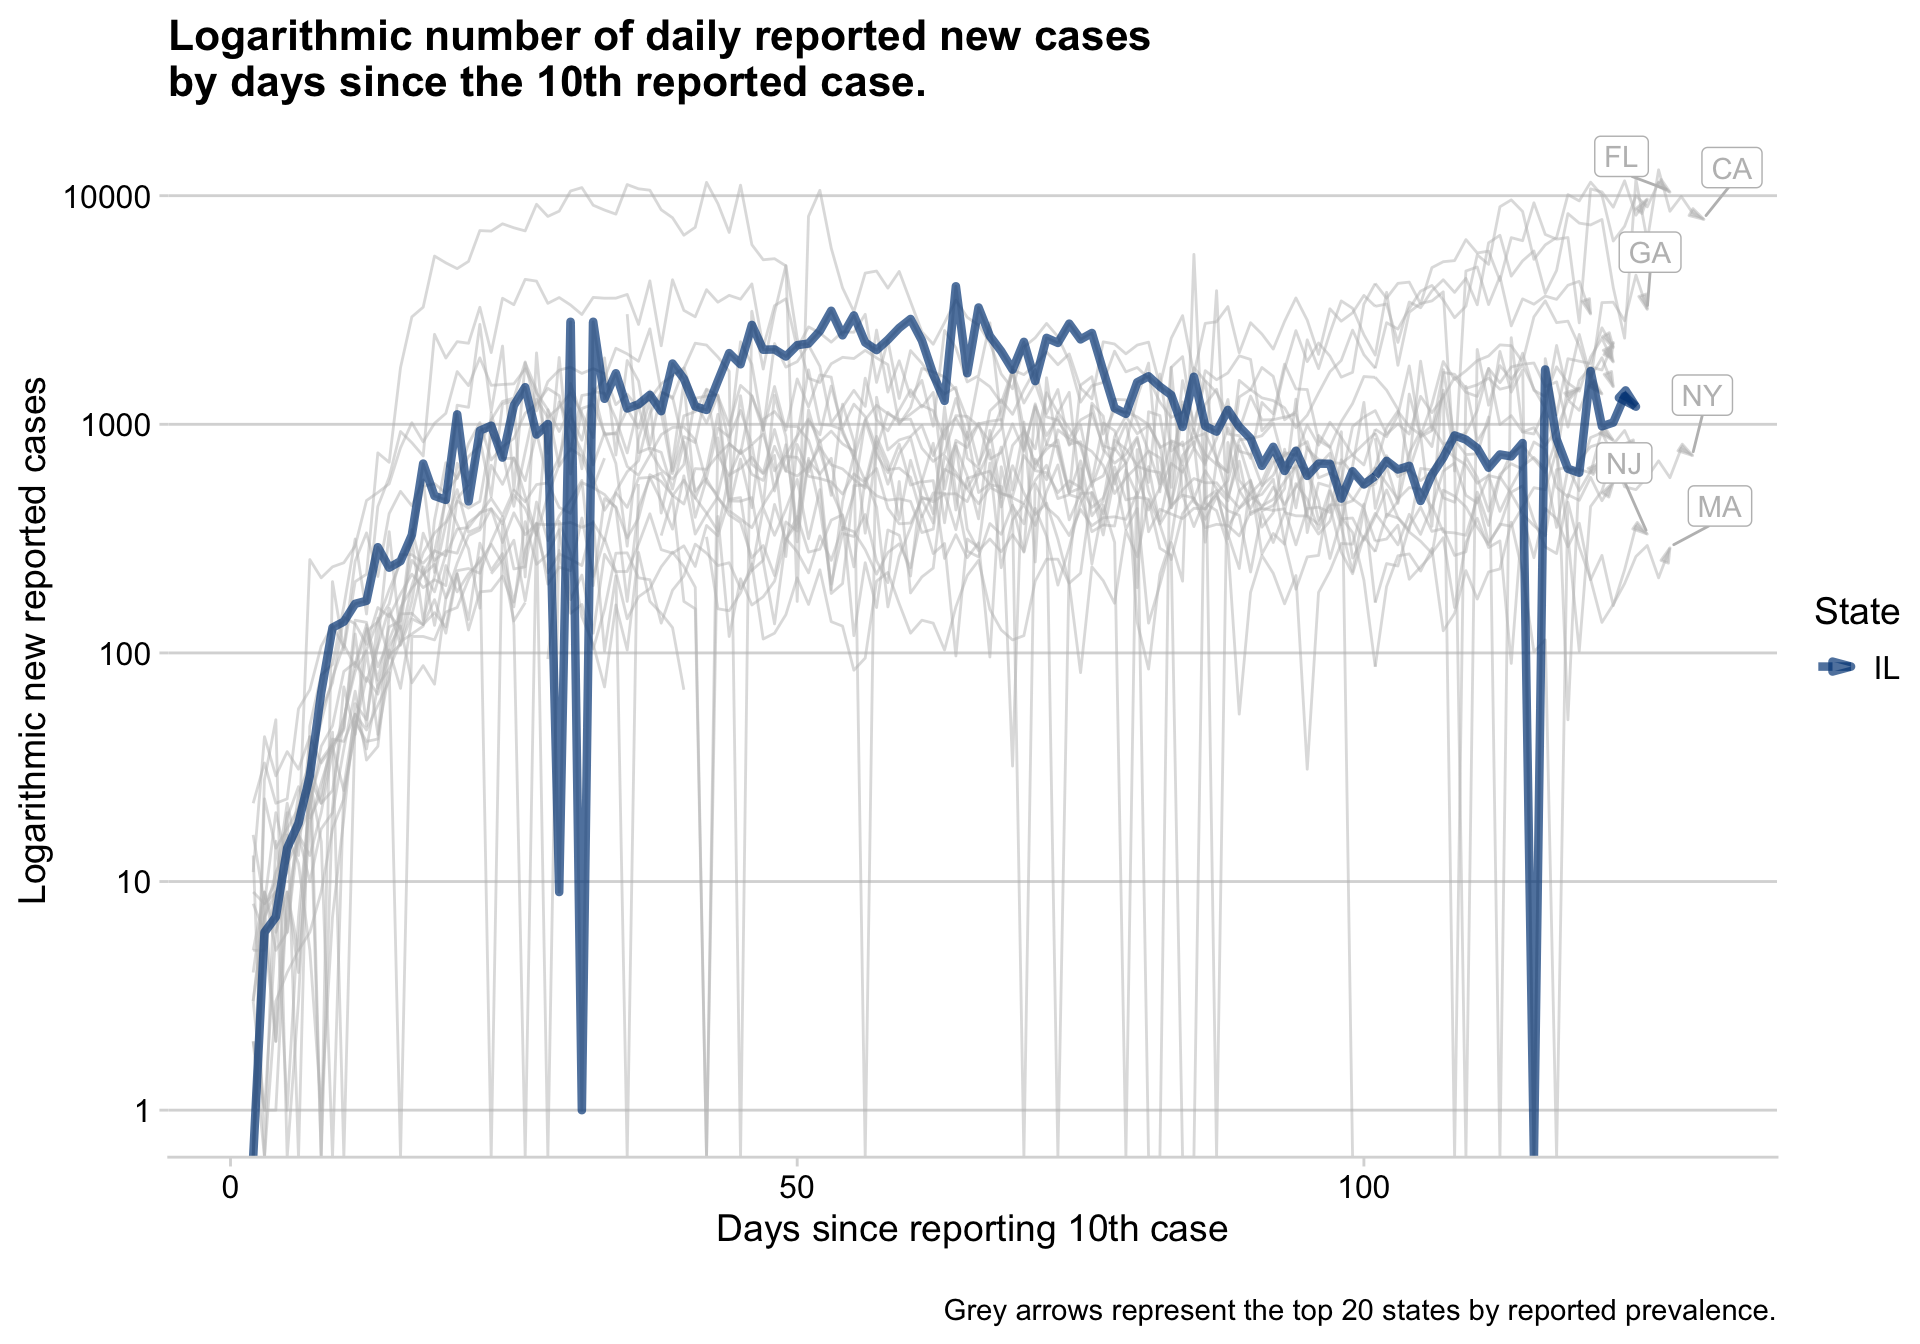 Logarithmic number of daily reported new cases
by days since the 10th reported case.
FL
CA
10000
GA
NY
1000
NJ
MA
Logarithmic new reported cases
State
IL
100
10
1
0
50
100
Days since reporting 10th case
Grey arrows represent the top 20 states by reported prevalence.